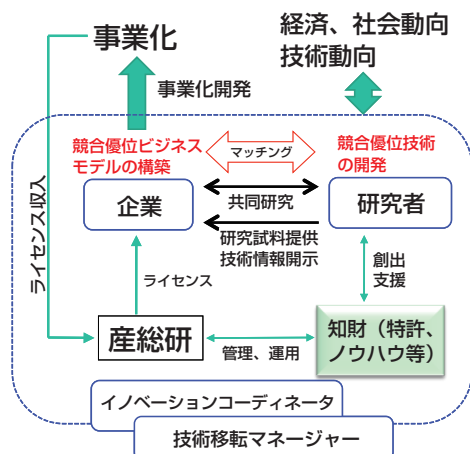 事業化
経済、社会動向
技術動向
事業化開発
競合優位ビジネス
モデルの構築
マッチング
競合優位技術
の開発
企業
共同研究
研究者
研究試料提供
技術情報開示
ライセンス収入
ライセンス
創出
支援
産総研
管理、運用
知財（特許、
ノウハウ等）
イノベーションコーディネータ
技術移転マネージャー